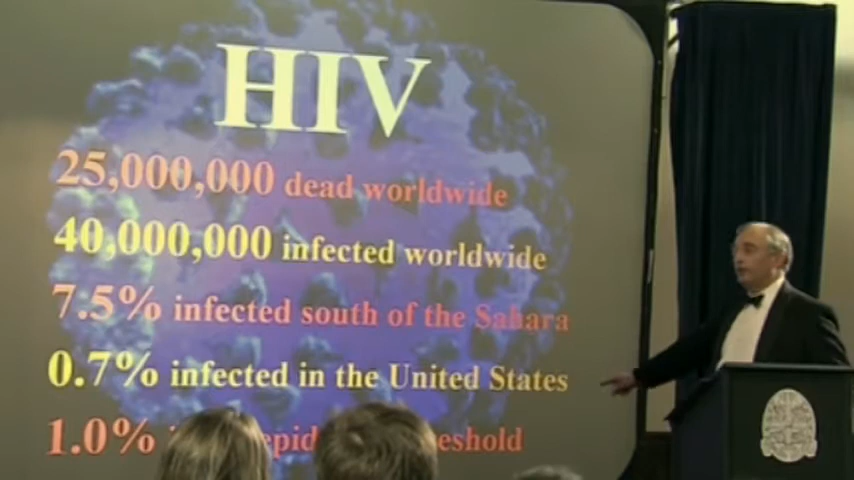 HIV
25,000,000 dead worldwide
40,000,000 infected worldwide
7.5% infected south of the Sahara
0.7% infected in the United States
1.0%